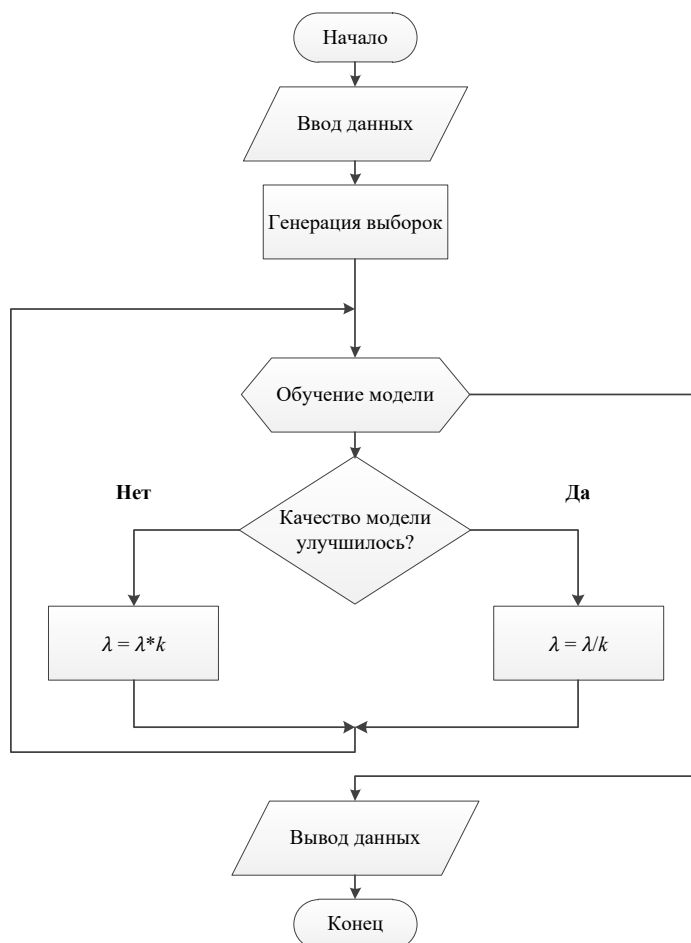 Начало
Ввод данных
Генерация выборок
Обучение модели
Нет
Да
Качество модели
улучшилось?
λ = λ*k
λ = λ/k
Вывод данных
Конец